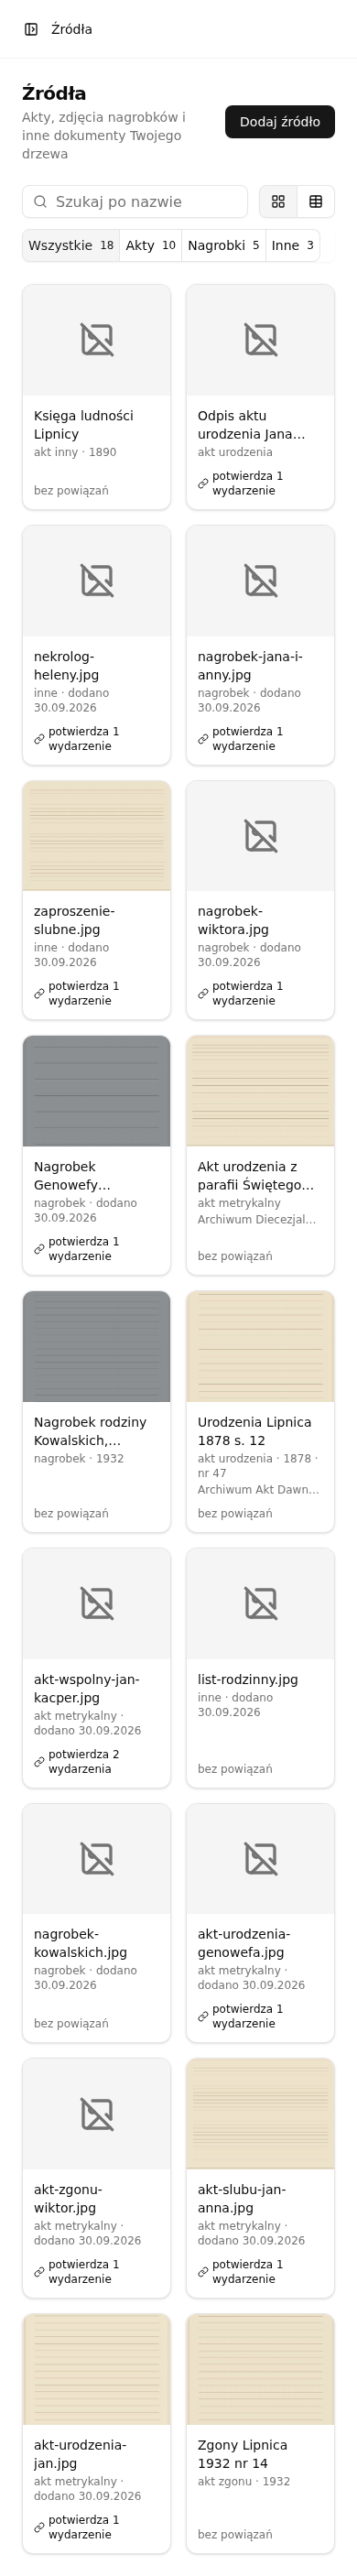 Źródła
Źródła
Akty, zdjęcia nagrobków i
inne dokumenty Twojego
drzewa
Dodaj źródło
Szukaj po nazwie
Wszystkie 18 Akty 10 Nagrobki 5 Inne 3
Księga ludności
Lipnicy
akt inny · 1890
bez powiązań
Odpis aktu
urodzenia Jana…
akt urodzenia
potwierdza 1
wydarzenie
nekrolog-
heleny.jpg
inne · dodano
30.09.2026
potwierdza 1
wydarzenie
nagrobek-jana-i-
anny.jpg
nagrobek · dodano
30.09.2026
potwierdza 1
wydarzenie
zaproszenie-
slubne.jpg
inne · dodano
30.09.2026
potwierdza 1
wydarzenie
nagrobek-
wiktora.jpg
nagrobek · dodano
30.09.2026
potwierdza 1
wydarzenie
Nagrobek
Genowefy…
nagrobek · dodano
30.09.2026
potwierdza 1
wydarzenie
Akt urodzenia z
parafii Świętego…
akt metrykalny
Archiwum Diecezjal…
bez powiązań
Nagrobek rodziny
Kowalskich,…
nagrobek · 1932
bez powiązań
Urodzenia Lipnica
1878 s. 12
akt urodzenia · 1878 ·
nr 47
Archiwum Akt Dawn…
bez powiązań
akt-wspolny-jan-
kacper.jpg
akt metrykalny ·
dodano 30.09.2026
potwierdza 2
wydarzenia
list-rodzinny.jpg
inne · dodano
30.09.2026
bez powiązań
nagrobek-
kowalskich.jpg
nagrobek · dodano
30.09.2026
bez powiązań
akt-urodzenia-
genowefa.jpg
akt metrykalny ·
dodano 30.09.2026
potwierdza 1
wydarzenie
akt-zgonu-
wiktor.jpg
akt metrykalny ·
dodano 30.09.2026
potwierdza 1
wydarzenie
akt-slubu-jan-
anna.jpg
akt metrykalny ·
dodano 30.09.2026
potwierdza 1
wydarzenie
akt-urodzenia-
jan.jpg
akt metrykalny ·
dodano 30.09.2026
potwierdza 1
wydarzenie
Zgony Lipnica
1932 nr 14
akt zgonu · 1932
bez powiązań